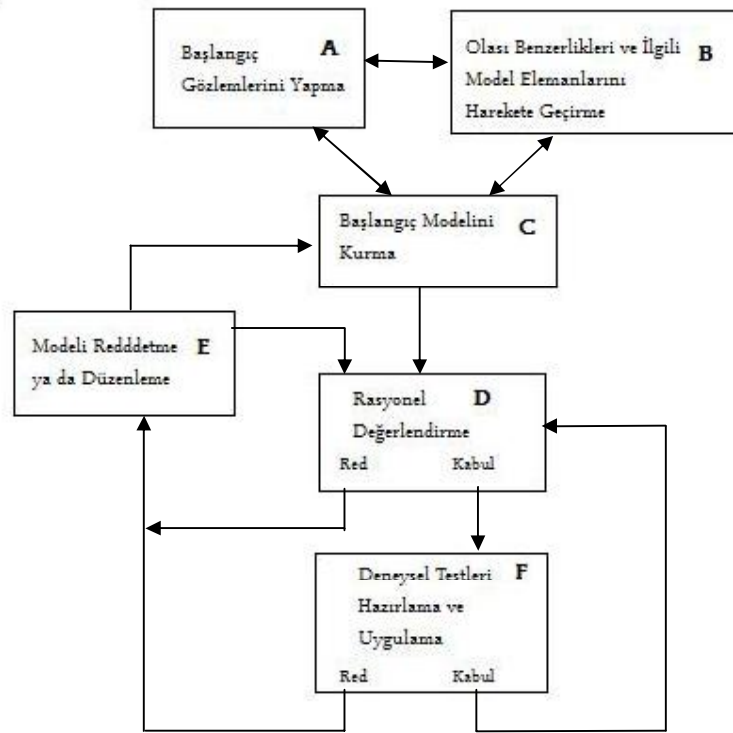 Başlangıç A
Gözlemlerini Yapma
Olası Benzerlikleri ve İlgili B
Model Elemanlarını
Harekete Geçirme
Başlangıç Modelini C
Kurma
Modeli Redddetme E
ya da Düzenleme
Rasyonel D
Değerlendirme
Red Kabul
Deneysel Testleri F
Hazırlama ve
Uygulama
Red Kabul